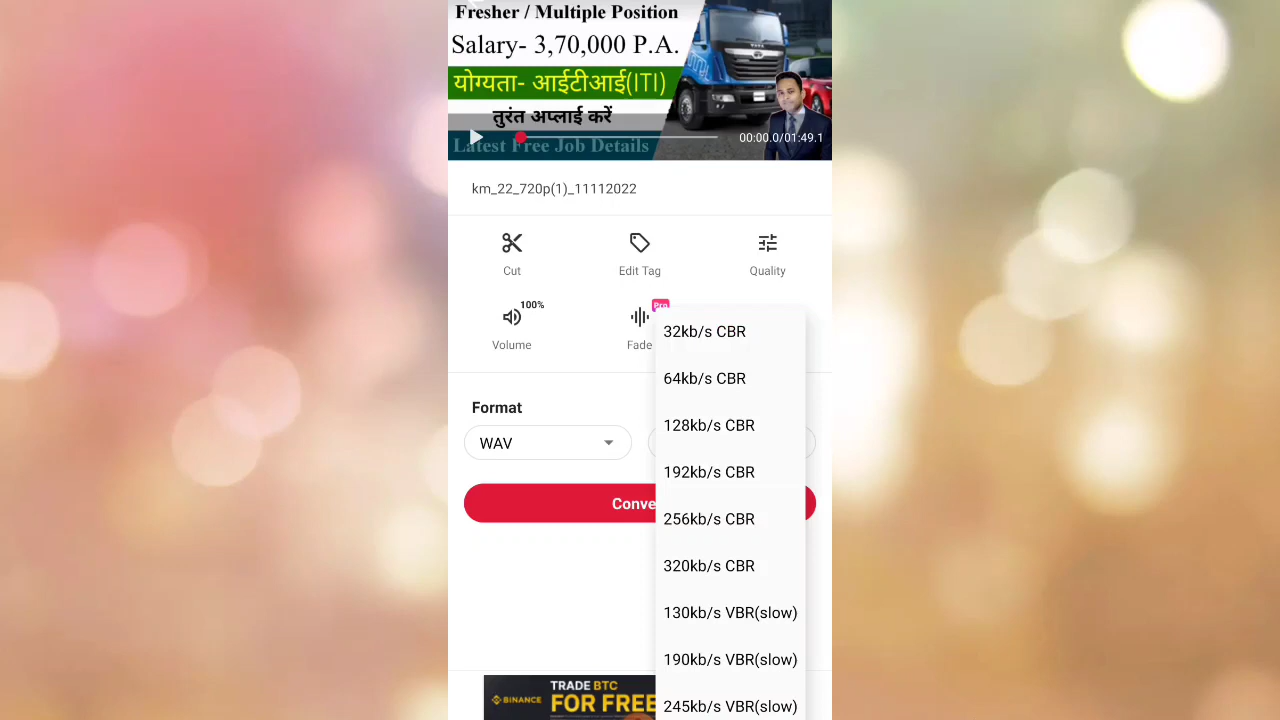 Fresher / Multiple Position
Salary- 3,70,000 P.A.
योग्यता- आईटीआई(ITI)
तुरंत अप्लाई करें
00:00.0/01:49.1
Latest Free Job Details
km_22_720p(1)_11112022
Cut
Edit Tag
Quality
100%
Volume
Pro
Fade
32kb/s CBR
64kb/s CBR
128kb/s CBR
192kb/s CBR
256kb/s CBR
320kb/s CBR
130kb/s VBR(slow)
190kb/s VBR(slow)
245kb/s VBR(slow)
Format
WAV
Conve
BINANCE
TRADE BTC
FOR FREE